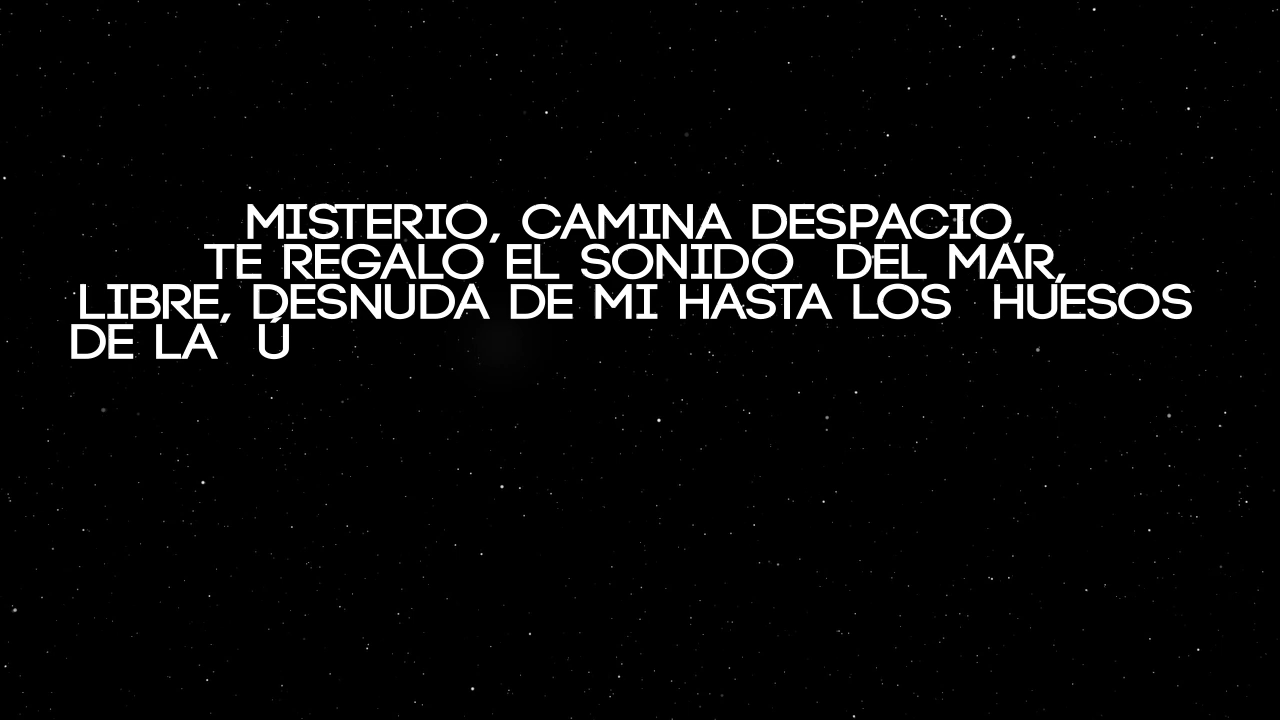 MISTERIO, CAMINA DESPACIO,
TE REGALO EL SONIDO DEL MAR,
LIBRE, DESNUDA DE MI HASTA LOS HUESOS
DE LA Ú